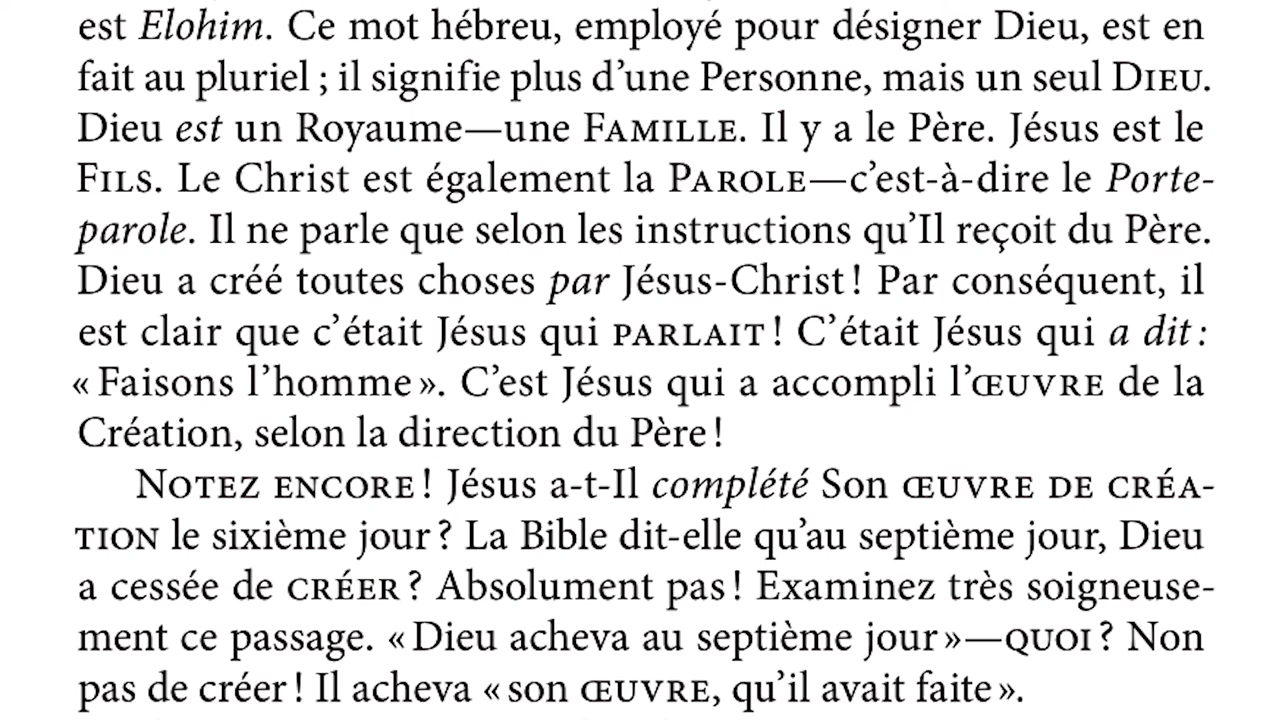 est Elohim. Ce mot hébreu, employé pour désigner Dieu, est en
fait au pluriel ; il signifie plus d’une Personne, mais un seul DIEU.
Dieu est un Royaume—une FAMILLE. Il y a le Père. Jésus est le
FILS. Le Christ est également la PAROLE—c’est-à-dire le Porte-
parole. Il ne parle que selon les instructions qu’Il reçoit du Père.
Dieu a créé toutes choses par Jésus-Christ ! Par conséquent, il
est clair que c’était Jésus qui PARLAIT ! C’était Jésus qui a dit :
« Faisons l’homme ». C’est Jésus qui a accompli l’ŒUVRE de la
Création, selon la direction du Père !
NOTEZ ENCORE ! Jésus a-t-Il complété Son ŒUVRE DE CRÉA-
TION le sixième jour ? La Bible dit-elle qu’au septième jour, Dieu
a cessée de CRÉER ? Absolument pas ! Examinez très soigneuse-
ment ce passage. « Dieu acheva au septième jour »—QUOI ? Non
pas de créer ! Il acheva « son ŒUVRE, qu’il avait faite ».